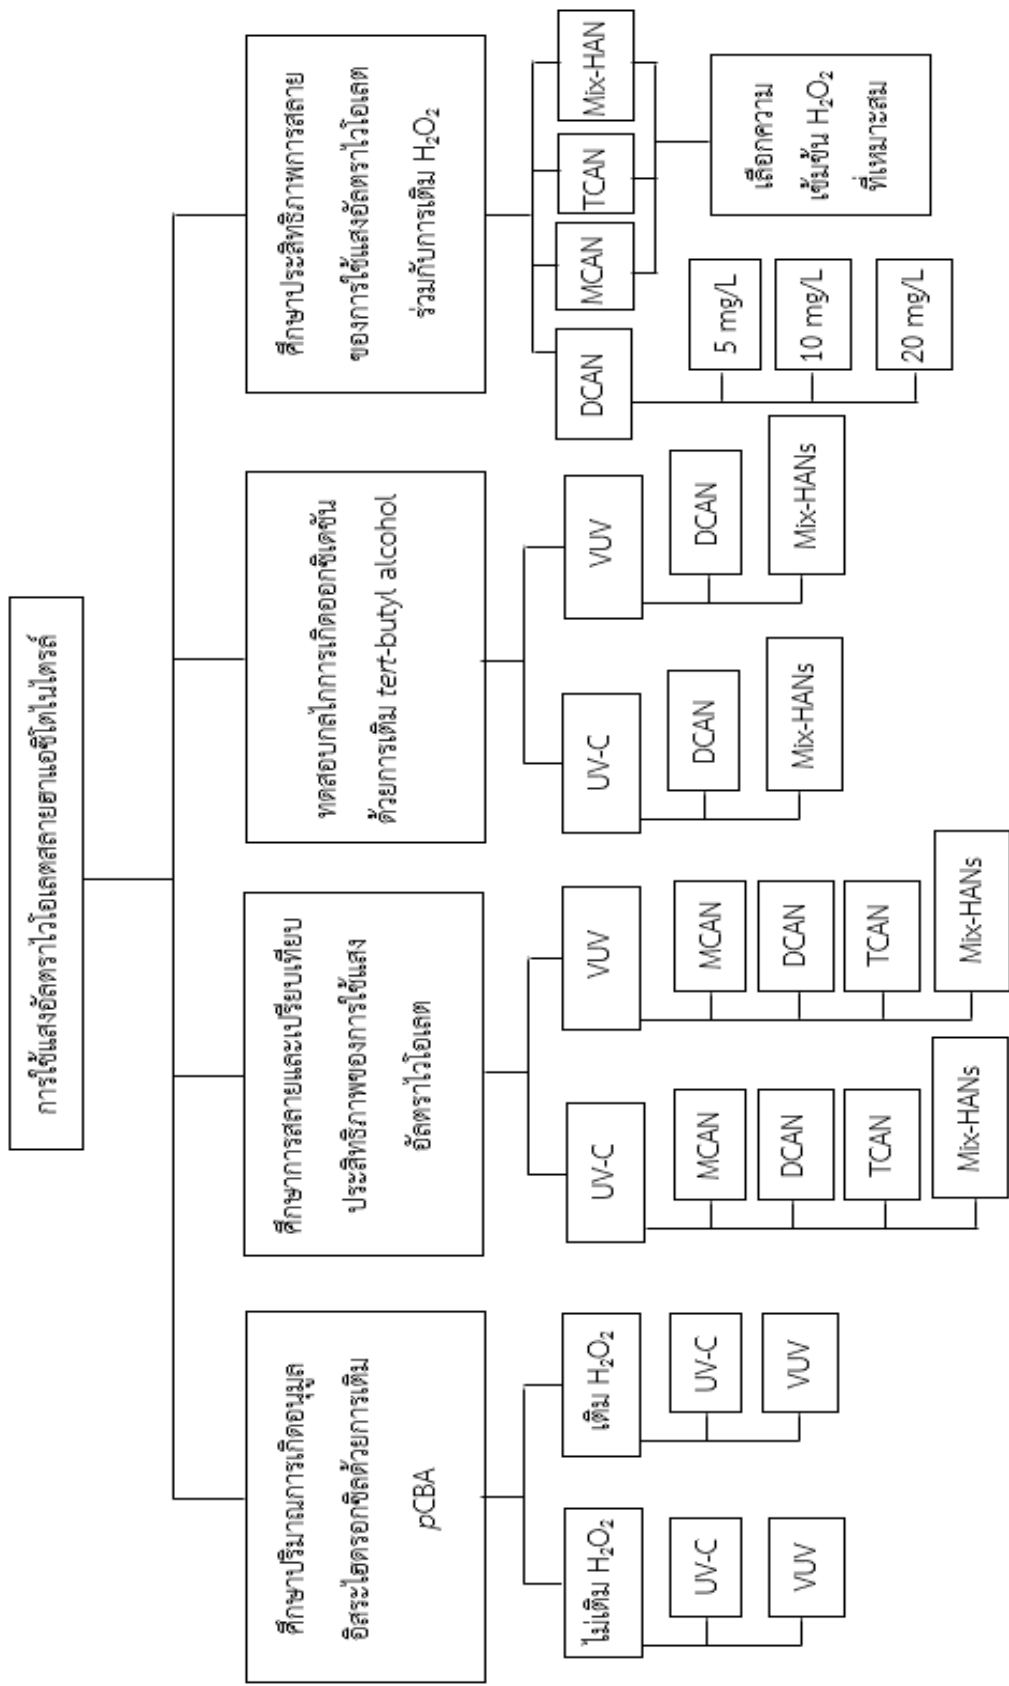 การใช้แสงอัลตราไวโอเลตสลายฮาแอซิโตไนไตรล์
ศึกษาปริมาณการเกิดอนุมูล
อิสระไฮดรอกซิลด้วยการเติม
pCBA
ไม่เติม H₂O₂
UV-C
VUV
เติม H₂O₂
UV-C
VUV
ศึกษาการสลายและเปรียบเทียบ
ประสิทธิภาพของการใช้แสง
อัลตราไวโอเลต
UV-C
MCAN
DCAN
TCAN
Mix-HANs
VUV
MCAN
DCAN
TCAN
Mix-HANs
ทดสอบกลไกการเกิดออกซิเดชัน
ด้วยการเติม tert-butyl alcohol
UV-C
DCAN
Mix-HANs
VUV
DCAN
Mix-HANs
ศึกษาประสิทธิภาพการสลาย
ของการใช้แสงอัลตราไวโอเลต
ร่วมกับการเติม H₂O₂
DCAN
5 mg/L
10 mg/L
20 mg/L
MCAN
TCAN
Mix-HAN
เลือกความ
เข้มข้น H₂O₂
ที่เหมาะสม